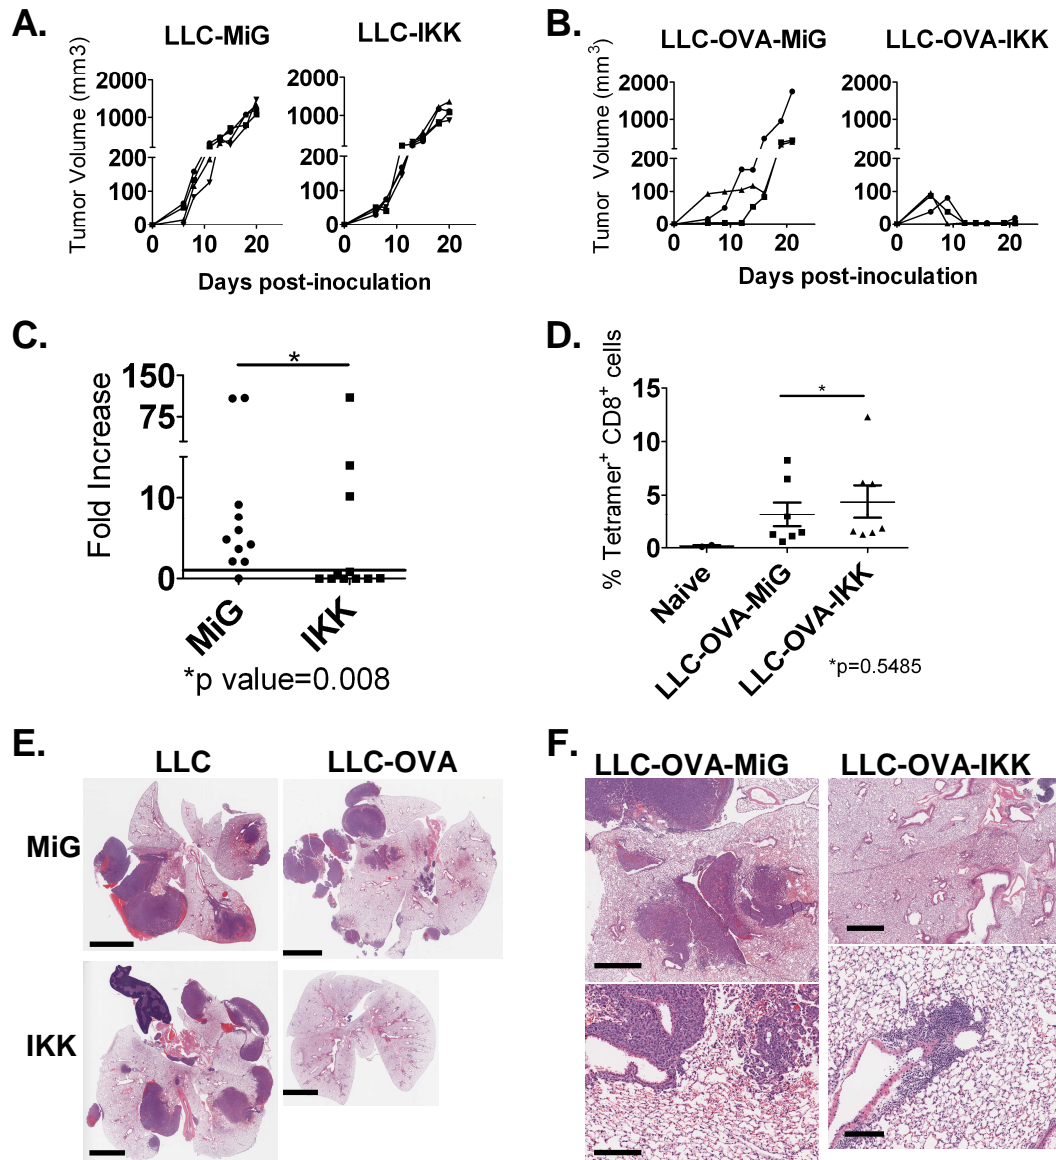 A.
LLC-MiG
LLC-IKK
Tumor Volume (mm3)
2000
1000
200
100
0
2000
1000
200
100
0
0 10 20
0 10 20
Days post-inoculation
B.
LLC-OVA-MiG
LLC-OVA-IKK
Tumor Volume (mm³)
2000
1000
200
100
0
2000
1000
200
100
0
0 10 20
0 10 20
Days post-inoculation
C.
Fold Increase
150
75
10
0
*
MiG
IKK
*p value=0.008
D.
% Tetramer⁺ CD8⁺ cells
15
10
5
0
*
Naive
LLC-OVA-MiG
LLC-OVA-IKK
*p=0.5485
E.
LLC
LLC-OVA
MiG
IKK
F.
LLC-OVA-MiG
LLC-OVA-IKK